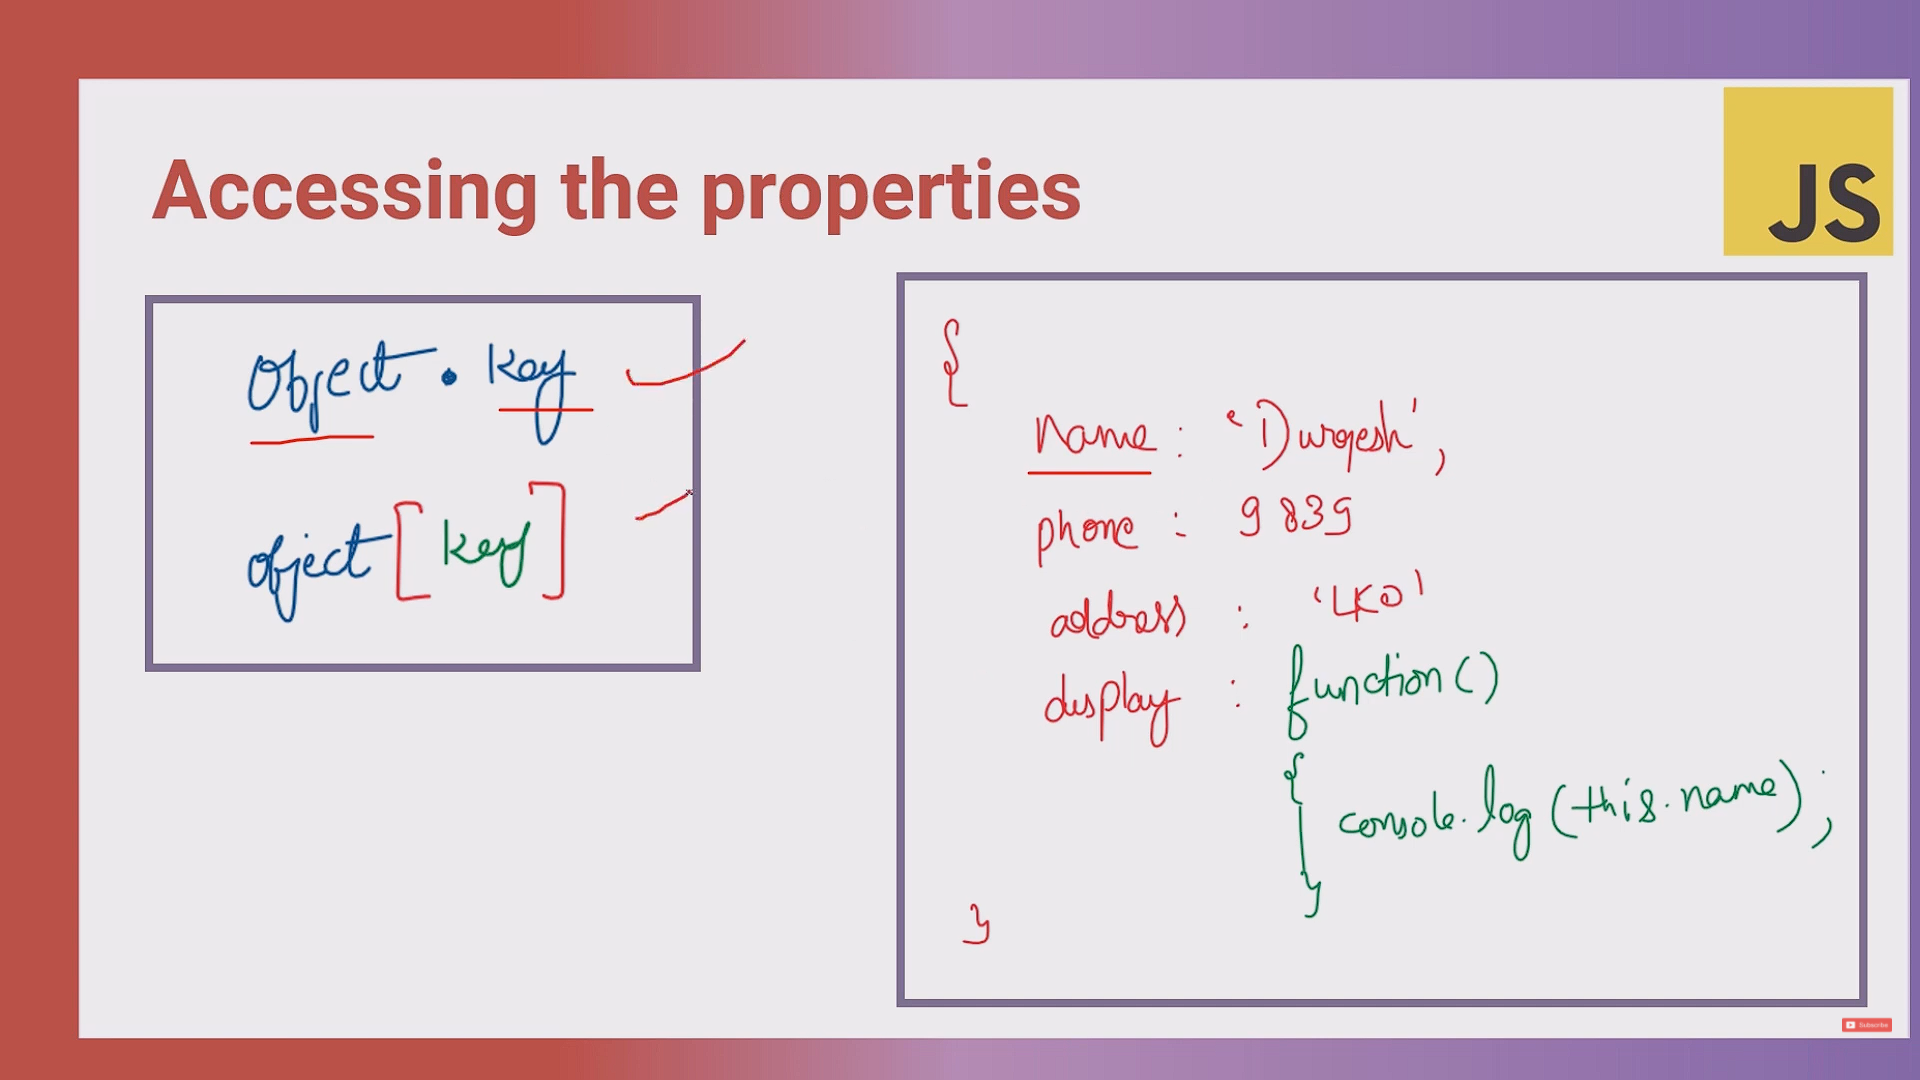 Accessing the properties
JS
Object . key
object [ key ]
{
name : 'Durgesh',
phone : 9839
address : 'LKO'
display : function()
{
console.log(this.name);
}
}
Subscribe